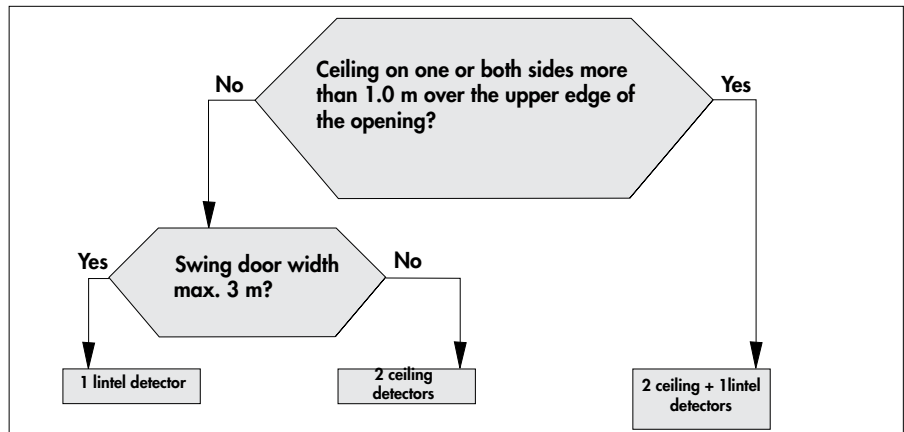 Ceiling on one or both sides more
than 1.0 m over the upper edge of
the opening?
No
Yes
Swing door width
max. 3 m?
Yes
No
1 lintel detector
2 ceiling
detectors
2 ceiling + 1lintel
detectors